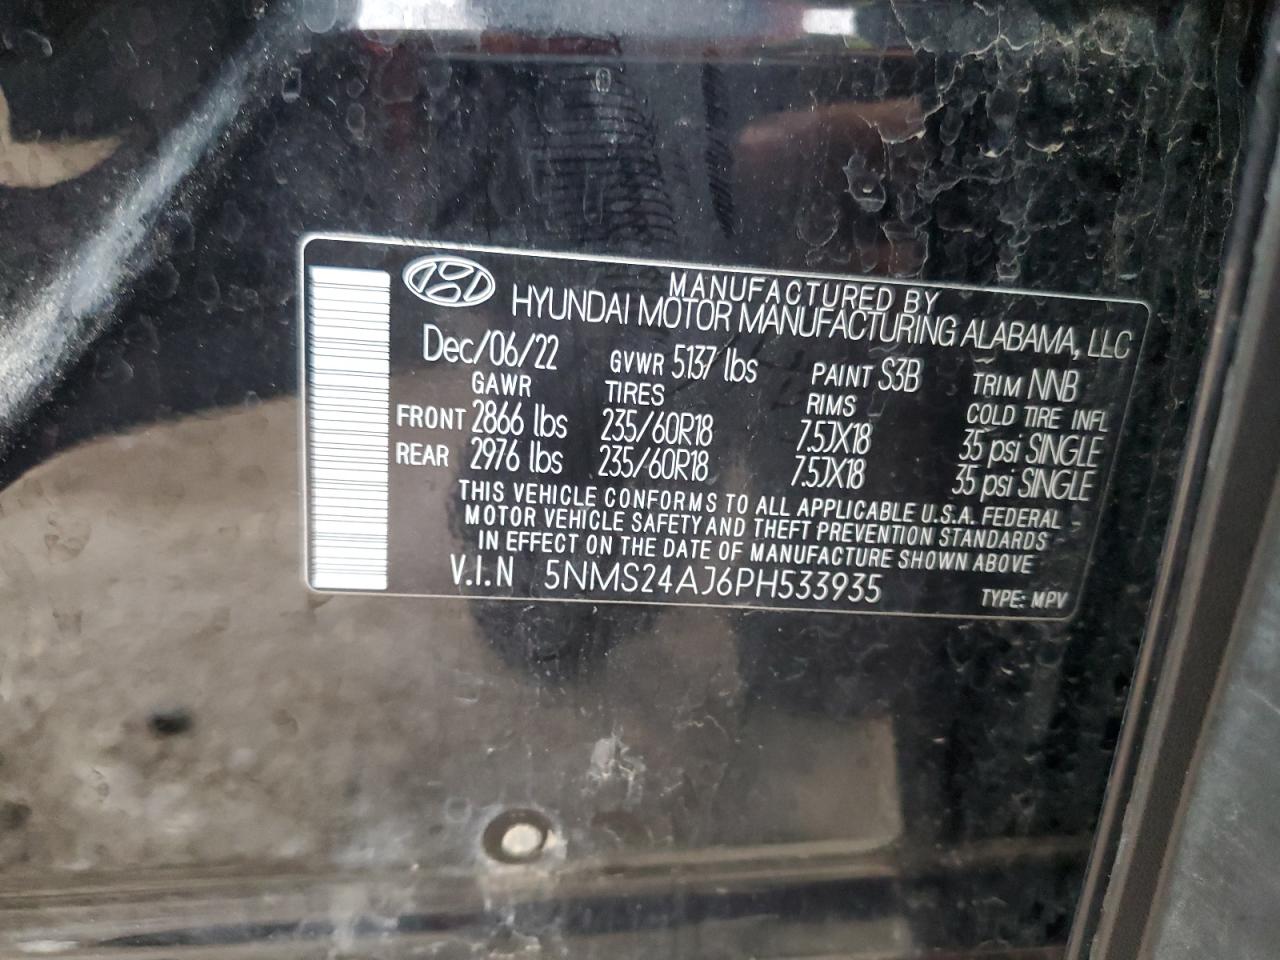 MANUFACTURED BY
HYUNDAI MOTOR MANUFACTURING ALABAMA, LLC
Dec/06/22 GVWR 5137 lbs PAINT S3B TRIM NNB
GAWR TIRES RIMS COLD TIRE INFL
FRONT 2866 lbs 235/60R18 7.5JX18 35 psi SINGLE
REAR 2976 lbs 235/60R18 7.5JX18 35 psi SINGLE
THIS VEHICLE CONFORMS TO ALL APPLICABLE U.S.A. FEDERAL
MOTOR VEHICLE SAFETY AND THEFT PREVENTION STANDARDS
IN EFFECT ON THE DATE OF MANUFACTURE SHOWN ABOVE
V.I.N 5NMS24AJ6PH533935 TYPE: MPV